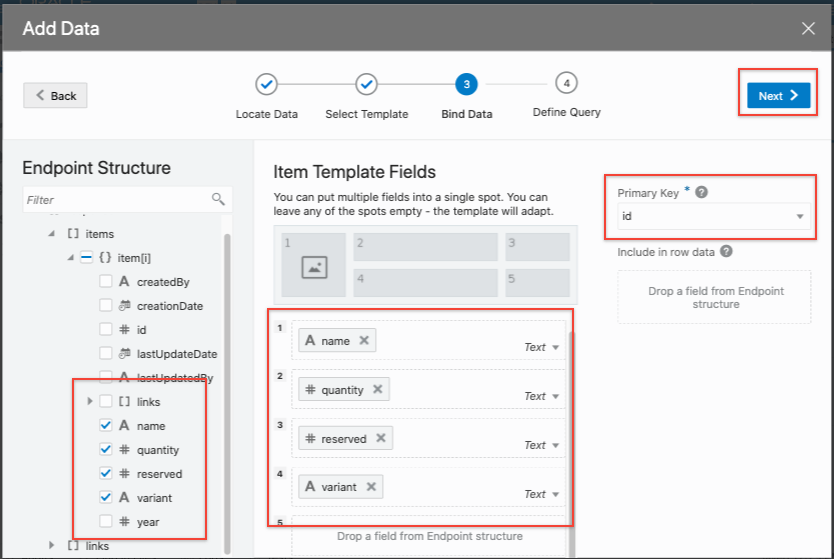 Add Data
Back
Locate Data
Select Template
3
Bind Data
4
Define Query
Next
Endpoint Structure
Filter
[ ] items
{ } item[i]
A createdBy
creationDate
# id
lastUpdateDate
A lastUpdatedBy
[ ] links
A name
# quantity
# reserved
A variant
# year
[ ] links
Item Template Fields
You can put multiple fields into a single spot. You can
leave any of the spots empty - the template will adapt.
1 2 3
4 5
1 A name
Text
2 # quantity
Text
3 # reserved
Text
4 A variant
Text
5
Drop a field from Endpoint structure
Primary Key * ?
id
Include in row data ?
Drop a field from Endpoint
structure